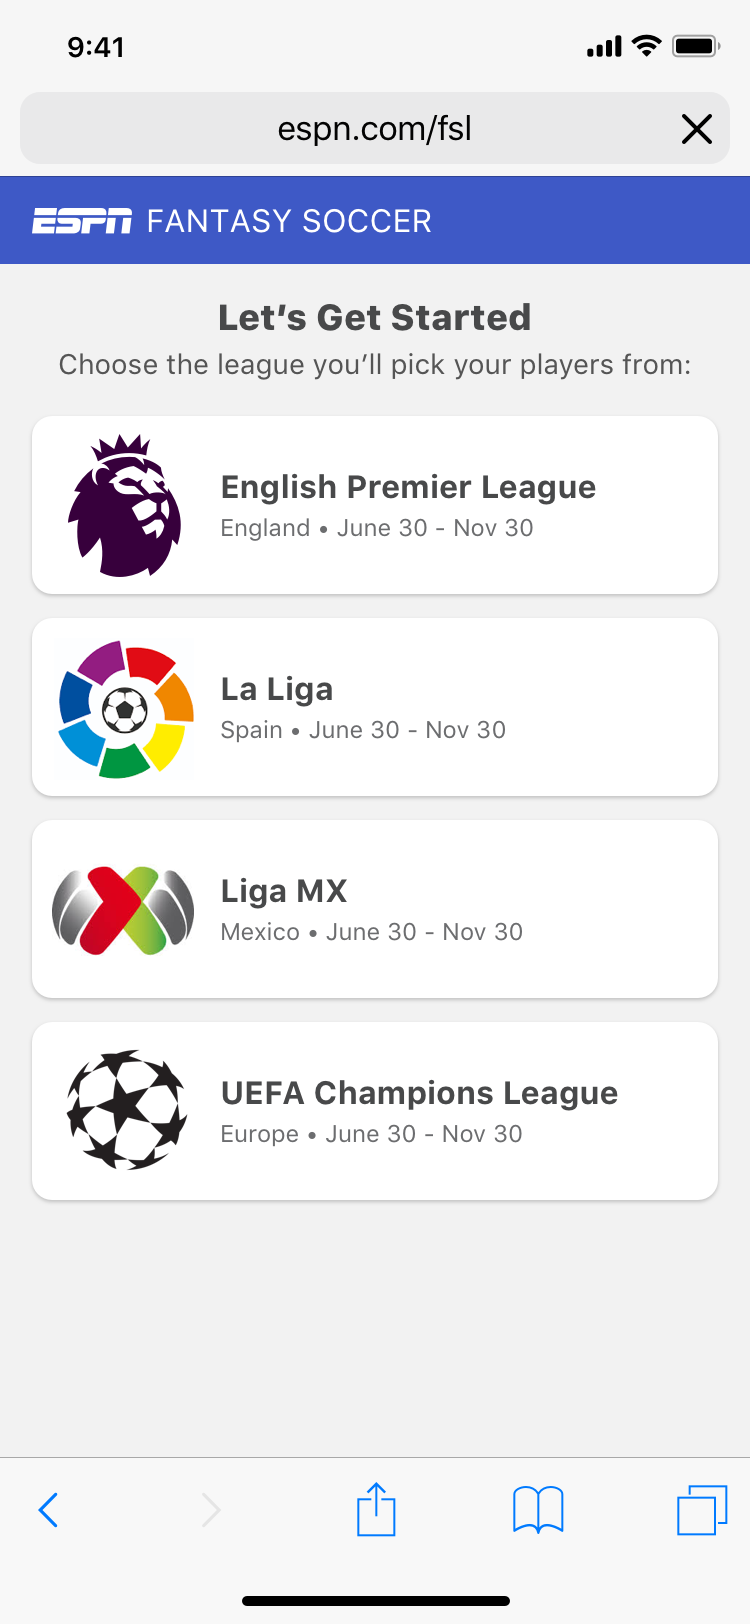 9:41
espn.com/fsl
ESPN FANTASY SOCCER
Let’s Get Started
Choose the league you’ll pick your players from:
English Premier League
England • June 30 - Nov 30
La Liga
Spain • June 30 - Nov 30
Liga MX
Mexico • June 30 - Nov 30
UEFA Champions League
Europe • June 30 - Nov 30